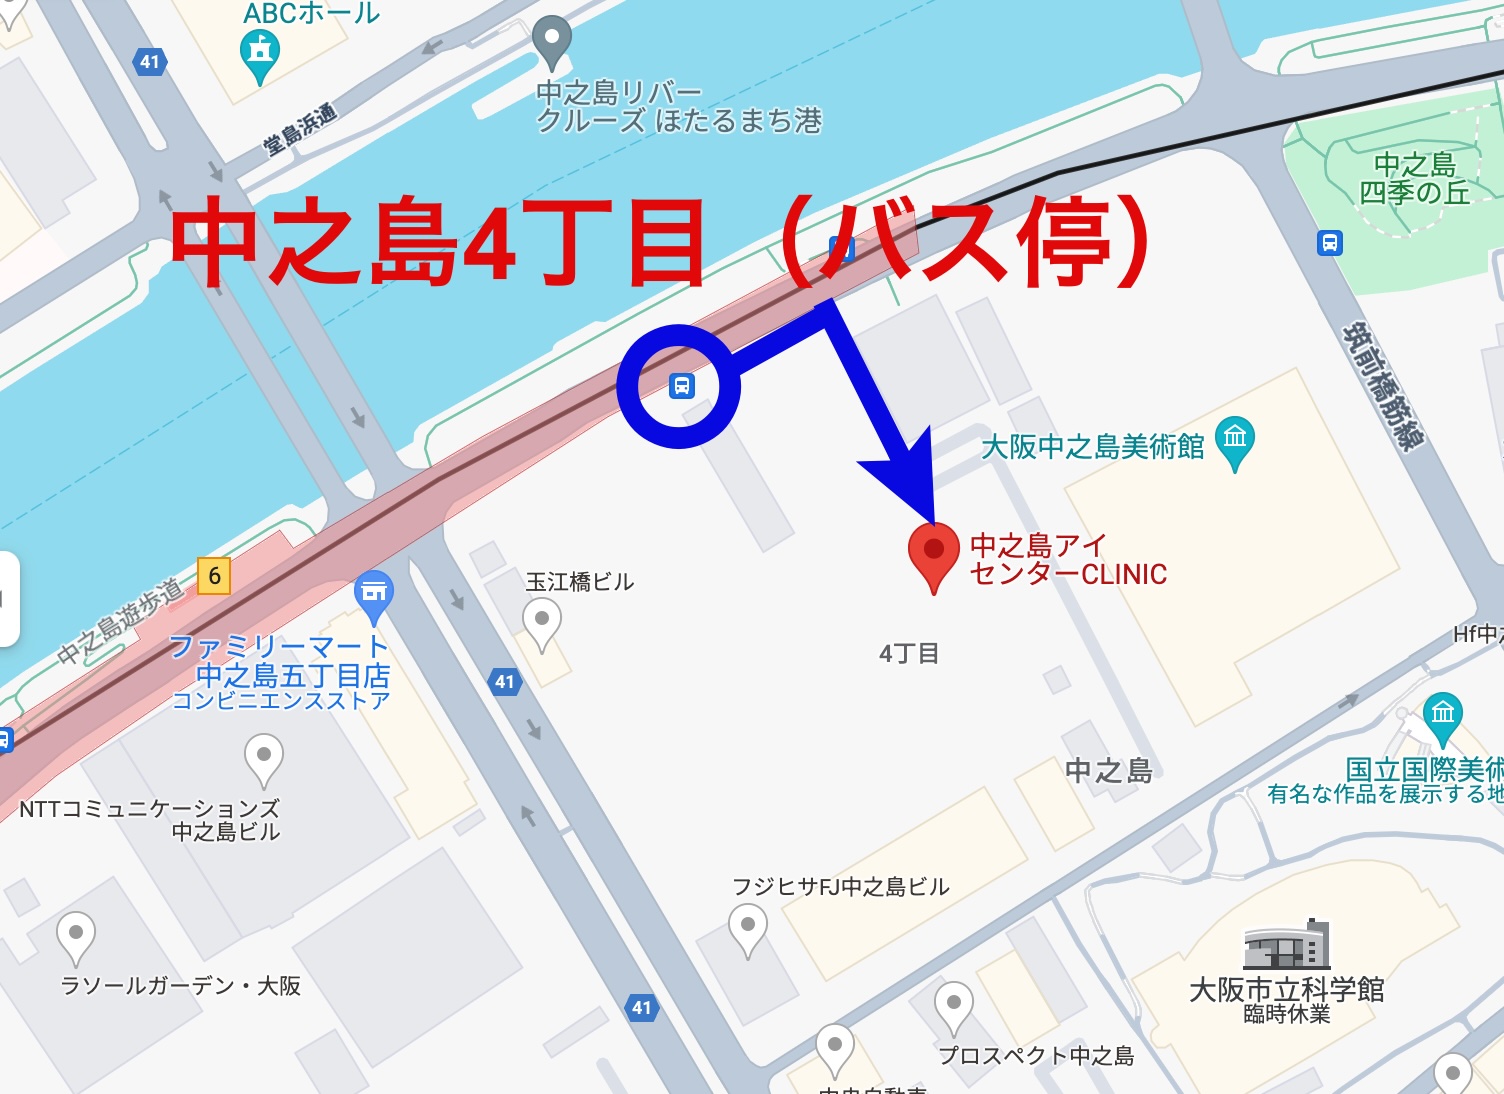 ABCホール
41
中之島リバー
クルーズ ほたるまち港
堂島浜通
中之島
四季の丘
中之島4丁目（バス停）
筑前橋筋線
大阪中之島美術館
中之島アイ
センターCLINIC
6
玉江橋ビル
中之島遊歩道
ファミリーマート
中之島五丁目店
コンビニエンスストア
4丁目
Hf中之
41
中之島
国立国際美術
有名な作品を展示する地
NTTコミュニケーションズ
中之島ビル
フジヒサFJ中之島ビル
ラソールガーデン・大阪
大阪市立科学館
臨時休業
41
プロスペクト中之島